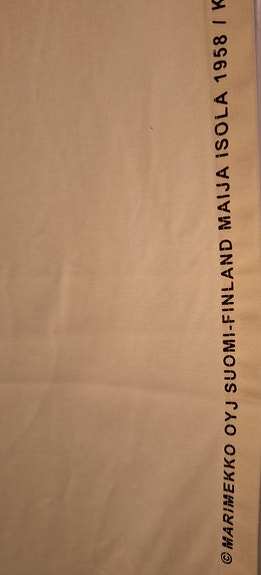 © MARIMEKKO OYJ SUOMI-FINLAND MAIJA ISOLA 1958 / K